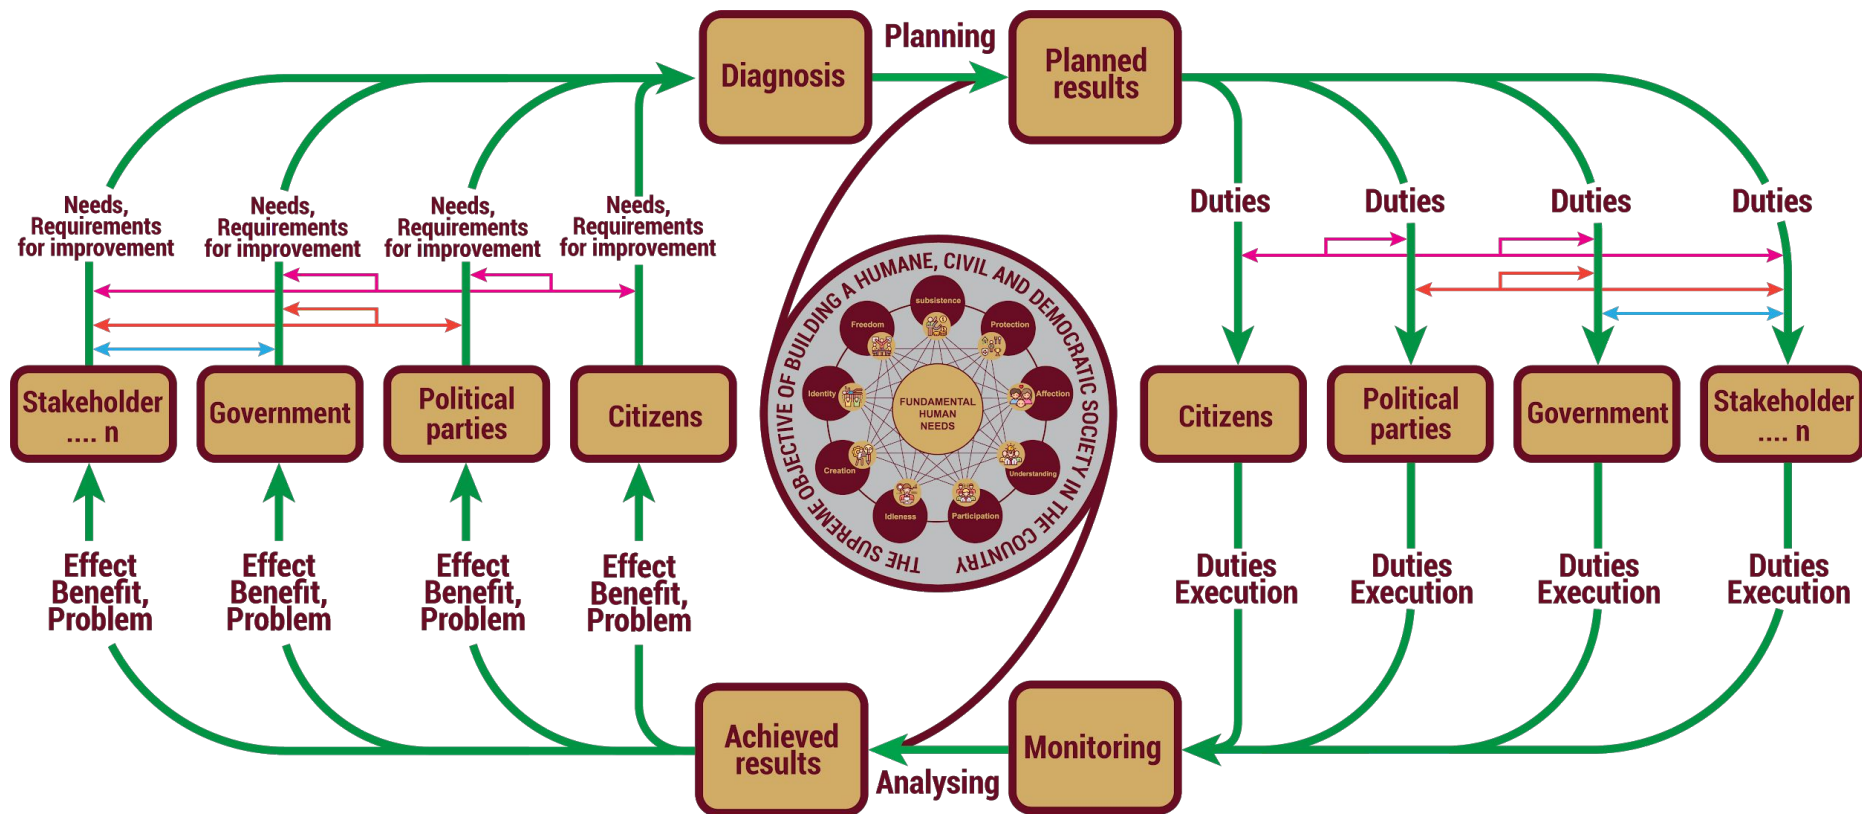 Diagnosis
Planning
Planned
results
Needs,
Requirements
for improvement
Needs,
Requirements
for improvement
Needs,
Requirements
for improvement
Needs,
Requirements
for improvement
Duties
Duties
Duties
Duties
Stakeholder
.... n
Government
Political
parties
Citizens
THE SUPREME OBJECTIVE OF BUILDING A HUMANE, CIVIL AND DEMOCRATIC SOCIETY IN THE COUNTRY
subsistence
Protection
Affection
Understanding
Participation
Idleness
Creation
Identity
Freedom
FUNDAMENTAL
HUMAN
NEEDS
Citizens
Political
parties
Government
Stakeholder
.... n
Effect
Benefit,
Problem
Effect
Benefit,
Problem
Effect
Benefit,
Problem
Effect
Benefit,
Problem
Duties
Execution
Duties
Execution
Duties
Execution
Duties
Execution
Achieved
results
Analysing
Monitoring